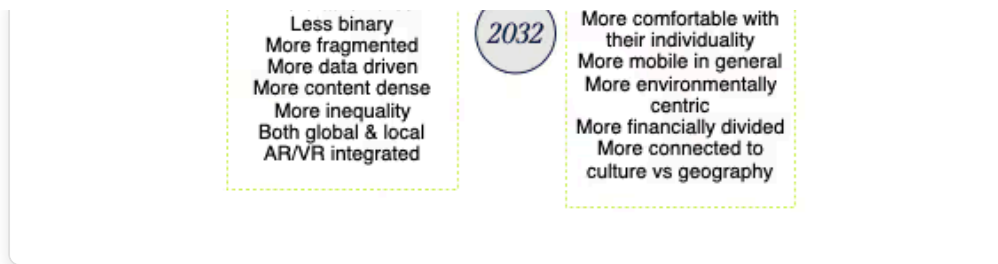 Less binary
More fragmented
More data driven
More content dense
More inequality
Both global & local
AR/VR integrated
2032
More comfortable with
their individuality
More mobile in general
More environmentally
centric
More financially divided
More connected to
culture vs geography